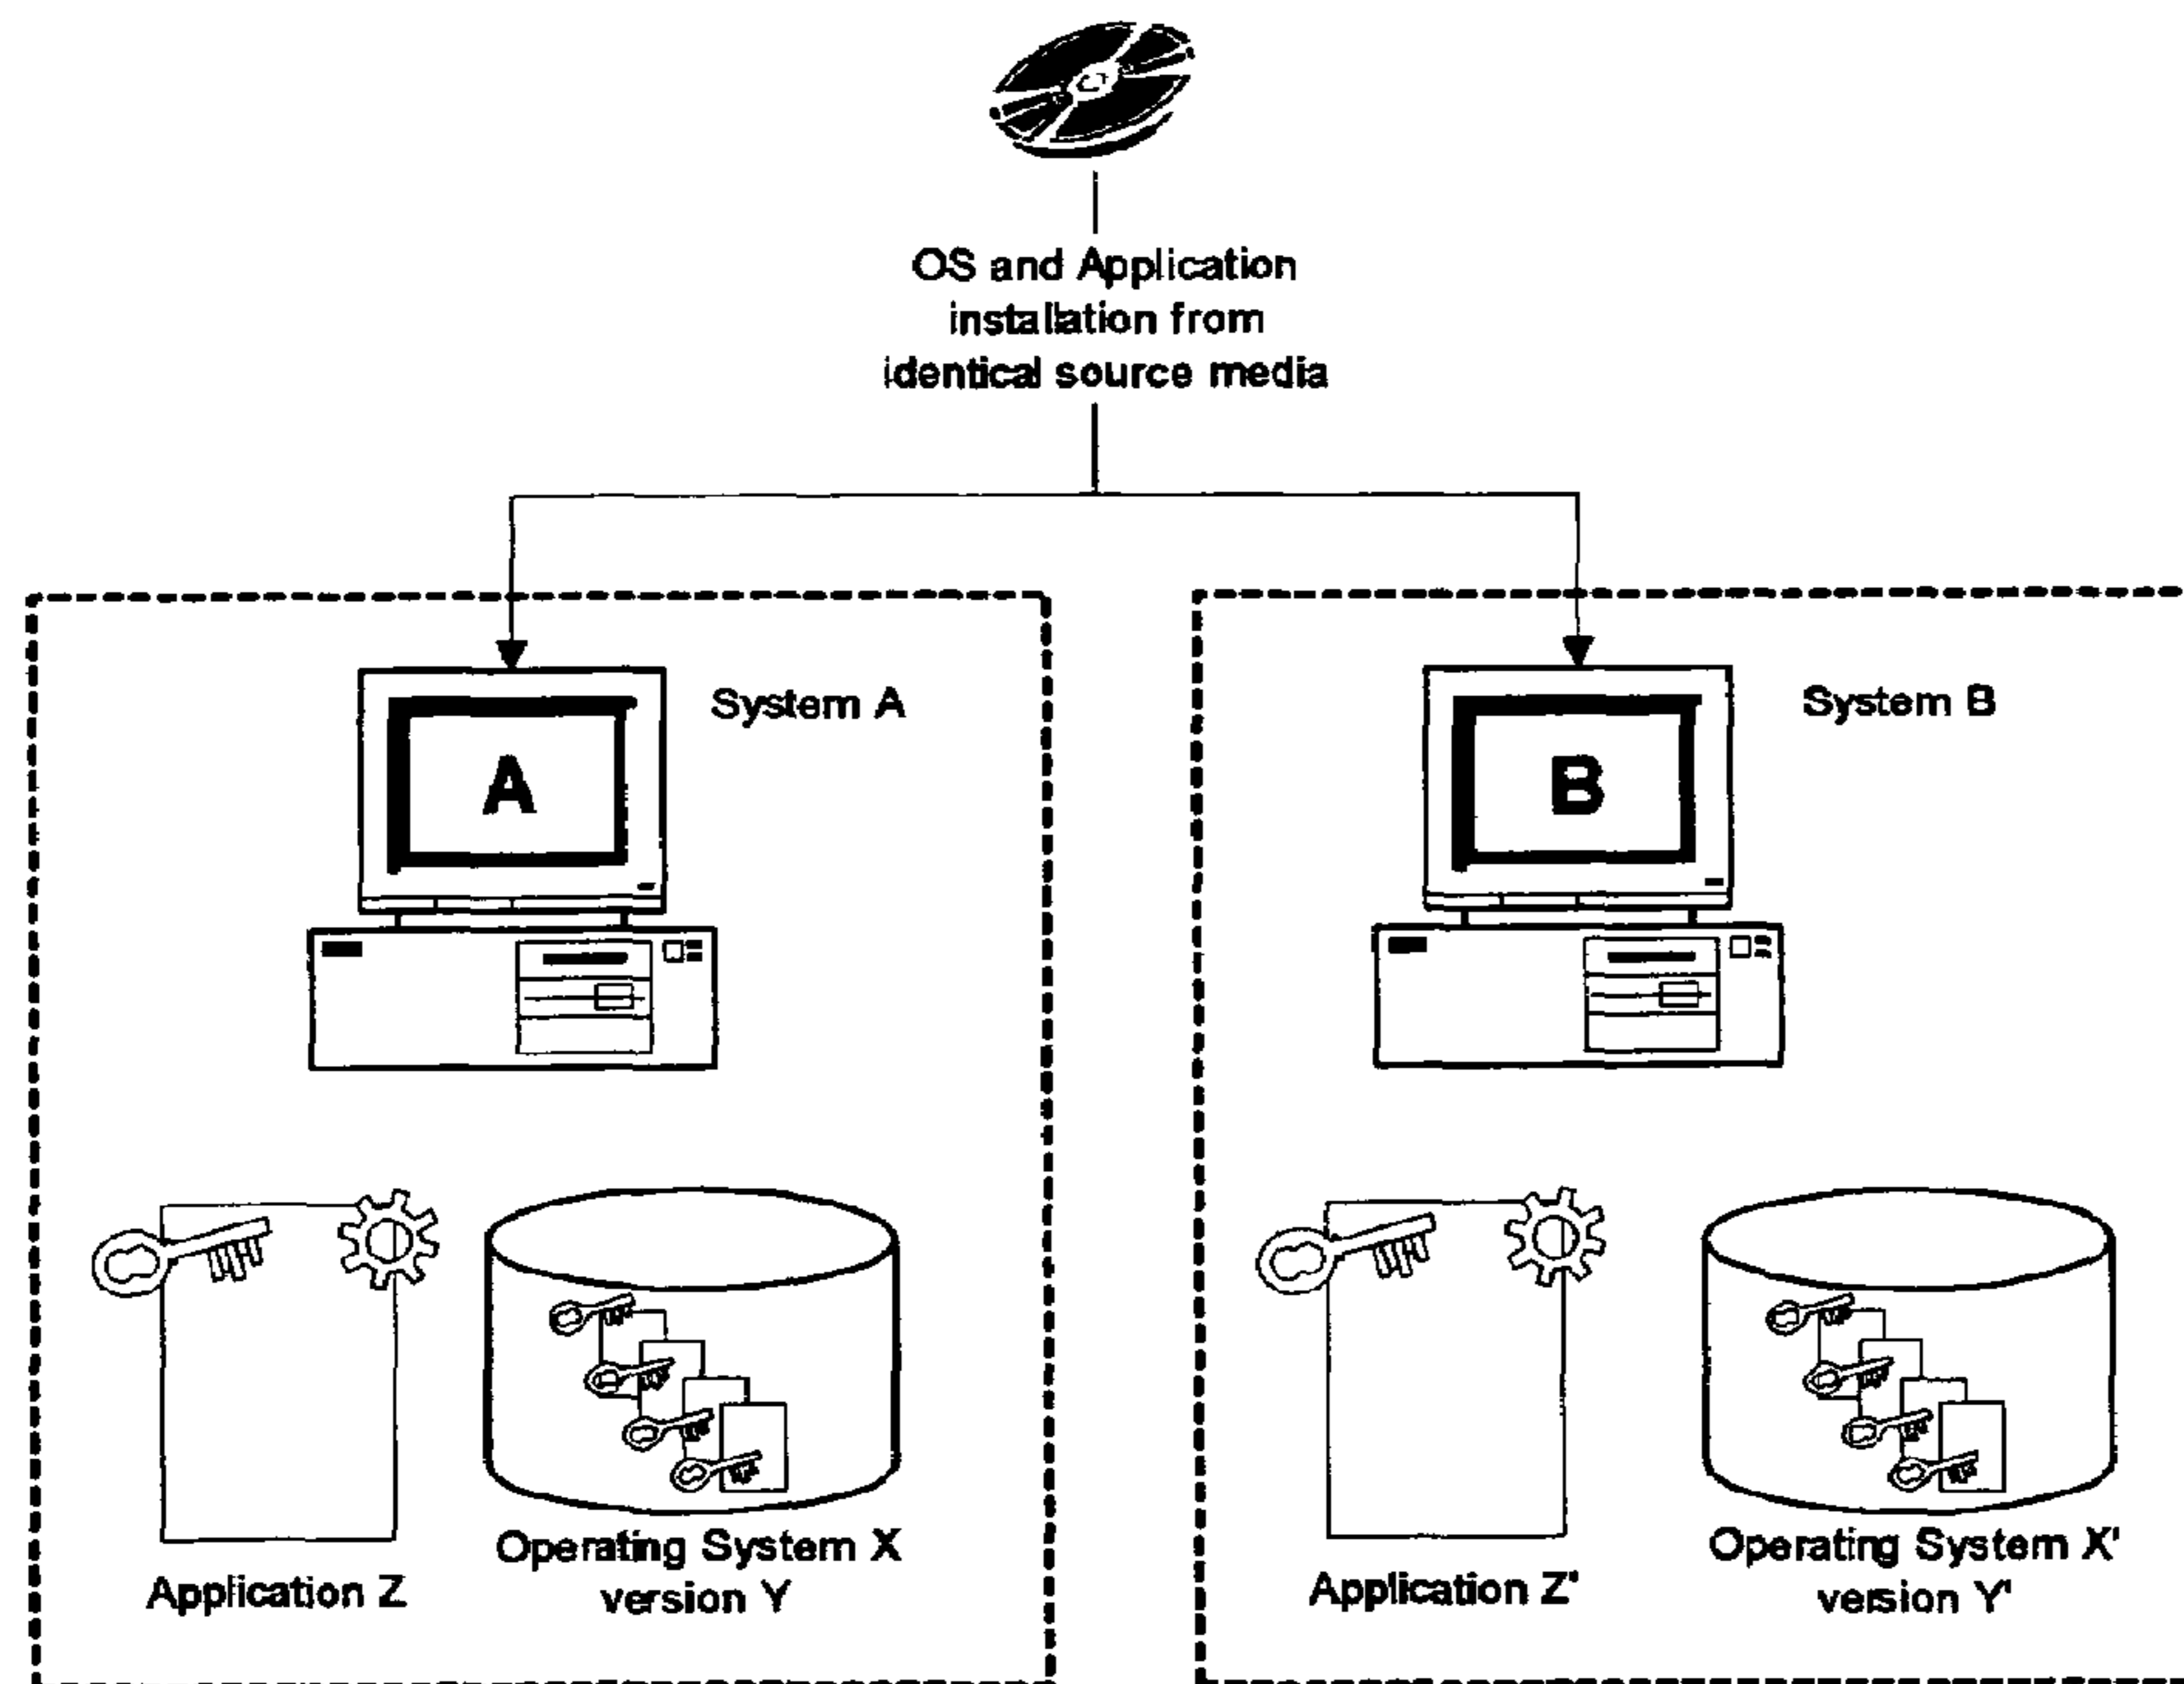 OS and Application
installation from
identical source media
System A
System B
A
B
Application Z
Operating System X
version Y
Application Z'
Operating System X'
version Y'